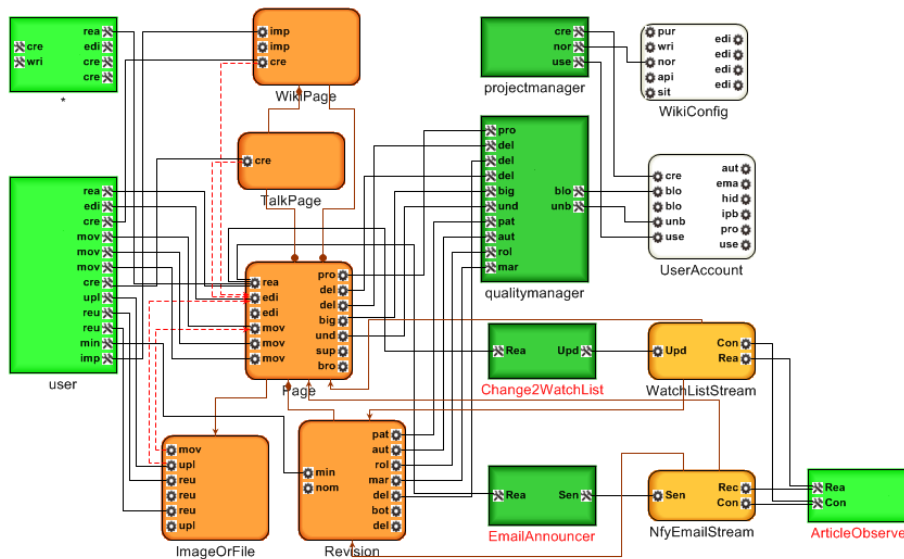 rea
edi
cre
cre
cre
wri
*
imp
imp
cre
WikiPage
cre
nor
use
projectmanager
pur
wri
nor
api
sit
edi
edi
edi
edi
WikiConfig
cre
TalkPage
pro
del
del
del
big
und
pat
aut
rol
mar
blo
unb
qualitymanager
cre
blo
blo
unb
use
aut
ema
hid
ipb
pro
use
UserAccount
rea
edi
cre
mov
mov
mov
cre
upl
reu
reu
min
imp
user
rea
edi
edi
mov
mov
mov
pro
del
del
big
und
sup
bro
Page
Rea
Upd
Change2WatchList
Upd
Con
Rea
WatchListStream
mov
upl
reu
reu
reu
upl
ImageOrFile
min
nom
pat
aut
rol
mar
del
bot
del
Revision
Rea
Sen
EmailAnnouncer
Sen
Rec
Con
NfyEmailStream
Rea
Con
ArticleObserve